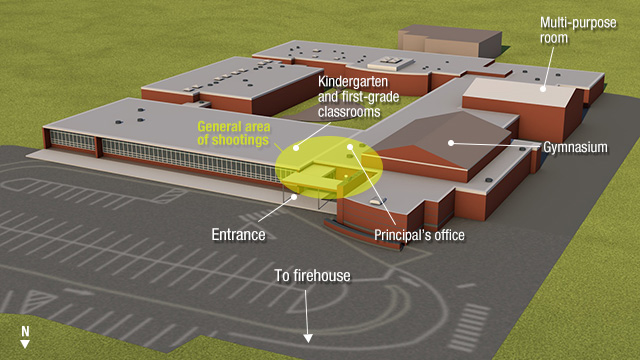 Multi-purpose
room
Kindergarten
and first-grade
classrooms
General area
of shootings
Gymnasium
Entrance
Principal's office
To firehouse
N